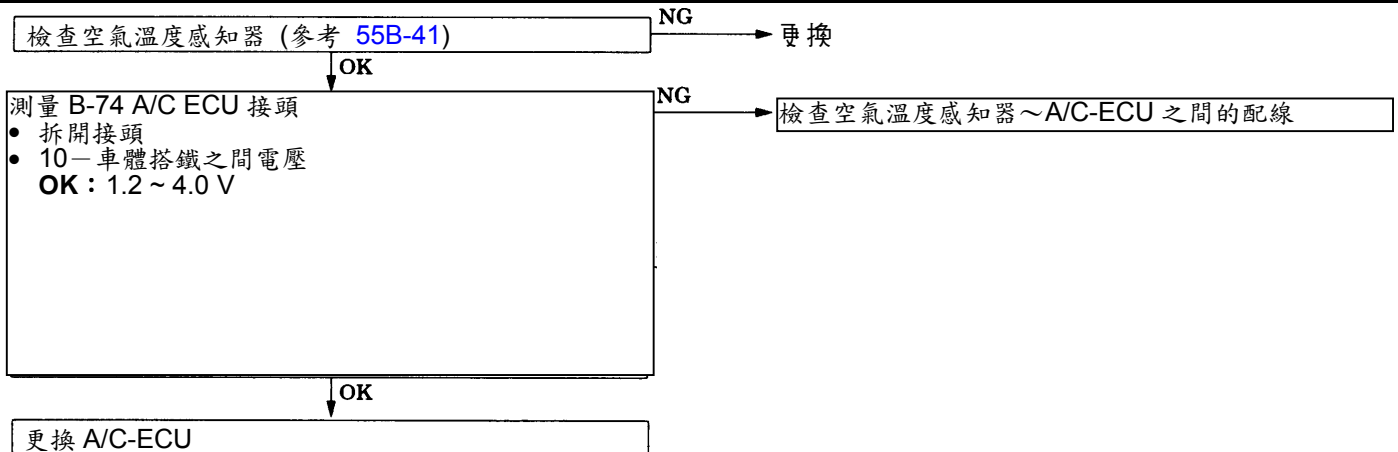 NG
檢查空氣溫度感知器 (參考 55B-41)
更換
OK
測量 B-74 A/C ECU 接頭
NG
檢查空氣溫度感知器～A/C-ECU 之間的配線
• 拆開接頭
• 10－車體搭鐵之間電壓
OK：1.2 ~ 4.0 V
OK
更換 A/C-ECU